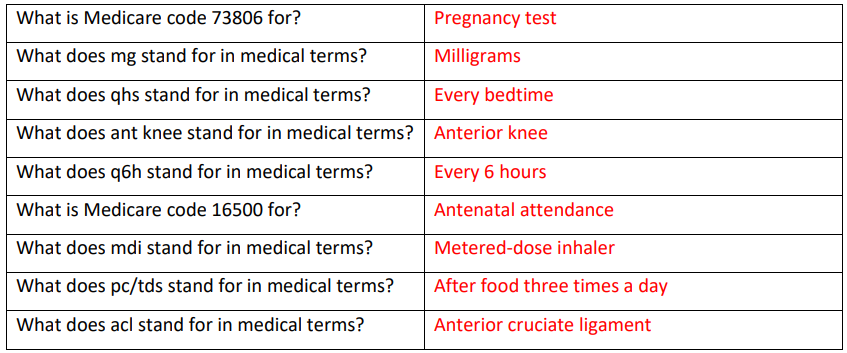 What is Medicare code 73806 for? Pregnancy test
What does mg stand for in medical terms? Milligrams
What does qhs stand for in medical terms? Every bedtime
What does ant knee stand for in medical terms? Anterior knee
What does q6h stand for in medical terms? Every 6 hours
What is Medicare code 16500 for? Antenatal attendance
What does mdi stand for in medical terms? Metered-dose inhaler
What does pc/tds stand for in medical terms? After food three times a day
What does acl stand for in medical terms? Anterior cruciate ligament